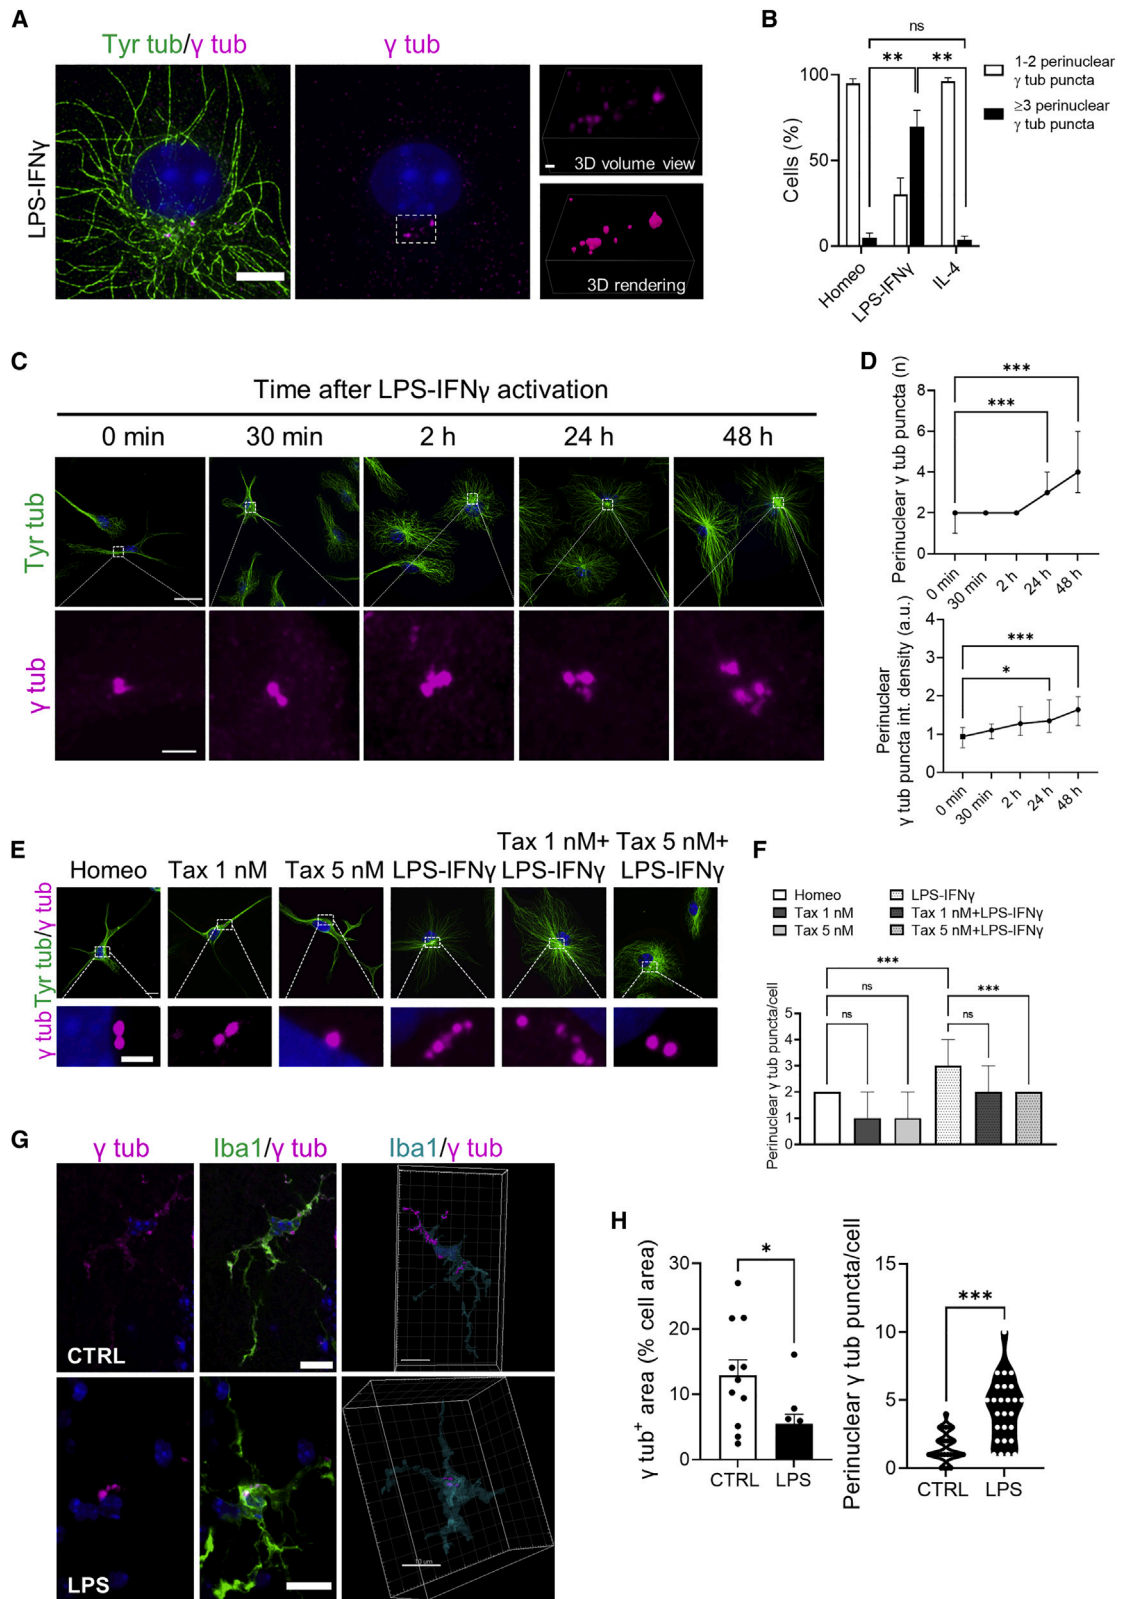 A
Tyr tub/γ tub
γ tub
LPS-IFNγ
3D volume view
3D rendering
B
ns
** **
1-2 perinuclear
γ tub puncta
≥3 perinuclear
γ tub puncta
Cells (%)
100
50
0
Homeo
LPS-IFNγ
IL-4
C
Time after LPS-IFNγ activation
0 min 30 min 2 h 24 h 48 h
Tyr tub
γ tub
D
Perinuclear γ tub puncta (n)
***
***
8
6
4
2
0
0 min
30 min
2 h
24 h
48 h
Perinuclear
γ tub puncta int. density (a.u.)
***
*
4
3
2
1
0
0 min
30 min
2 h
24 h
48 h
E
Homeo
Tax 1 nM
Tax 5 nM
LPS-IFNγ
Tax 1 nM+
LPS-IFNγ
Tax 5 nM+
LPS-IFNγ
Tyr tub/γ tub
γ tub
F
Homeo
Tax 1 nM
Tax 5 nM
LPS-IFNγ
Tax 1 nM+LPS-IFNγ
Tax 5 nM+LPS-IFNγ
***
ns
***
ns
ns
Perinuclear γ tub puncta/cell
5
4
3
2
1
0
G
γ tub
Iba1/γ tub
Iba1/γ tub
CTRL
LPS
10 um
H
γ tub+ area (% cell area)
*
30
20
10
0
CTRL LPS
Perinuclear γ tub puncta/cell
***
15
10
5
0
CTRL LPS